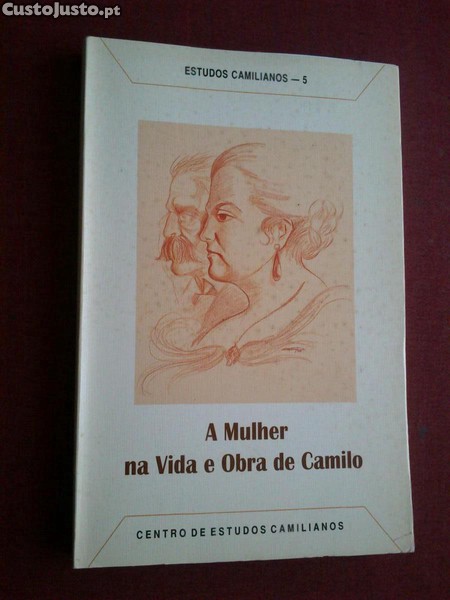 CustoJusto.pt
ESTUDOS CAMILIANOS — 5
A Mulher
na Vida e Obra de Camilo
CENTRO DE ESTUDOS CAMILIANOS